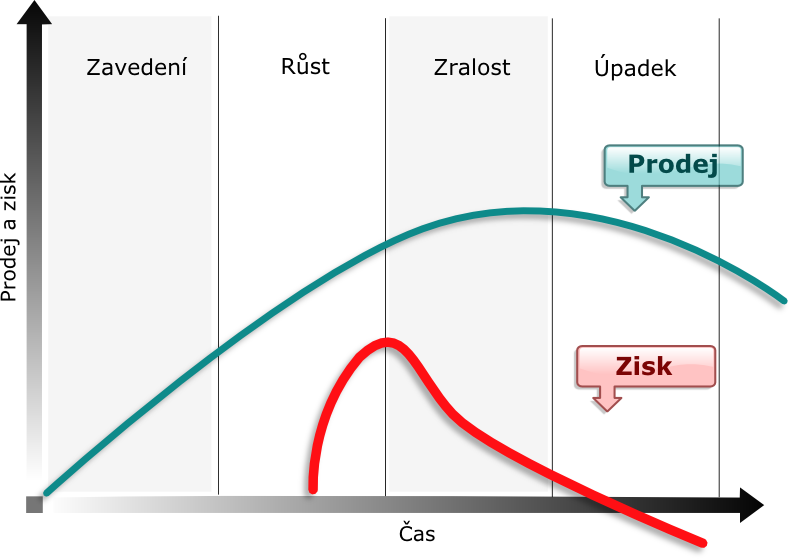 Zavedení
Růst
Zralost
Úpadek
Prodej
Prodej a zisk
Zisk
Čas